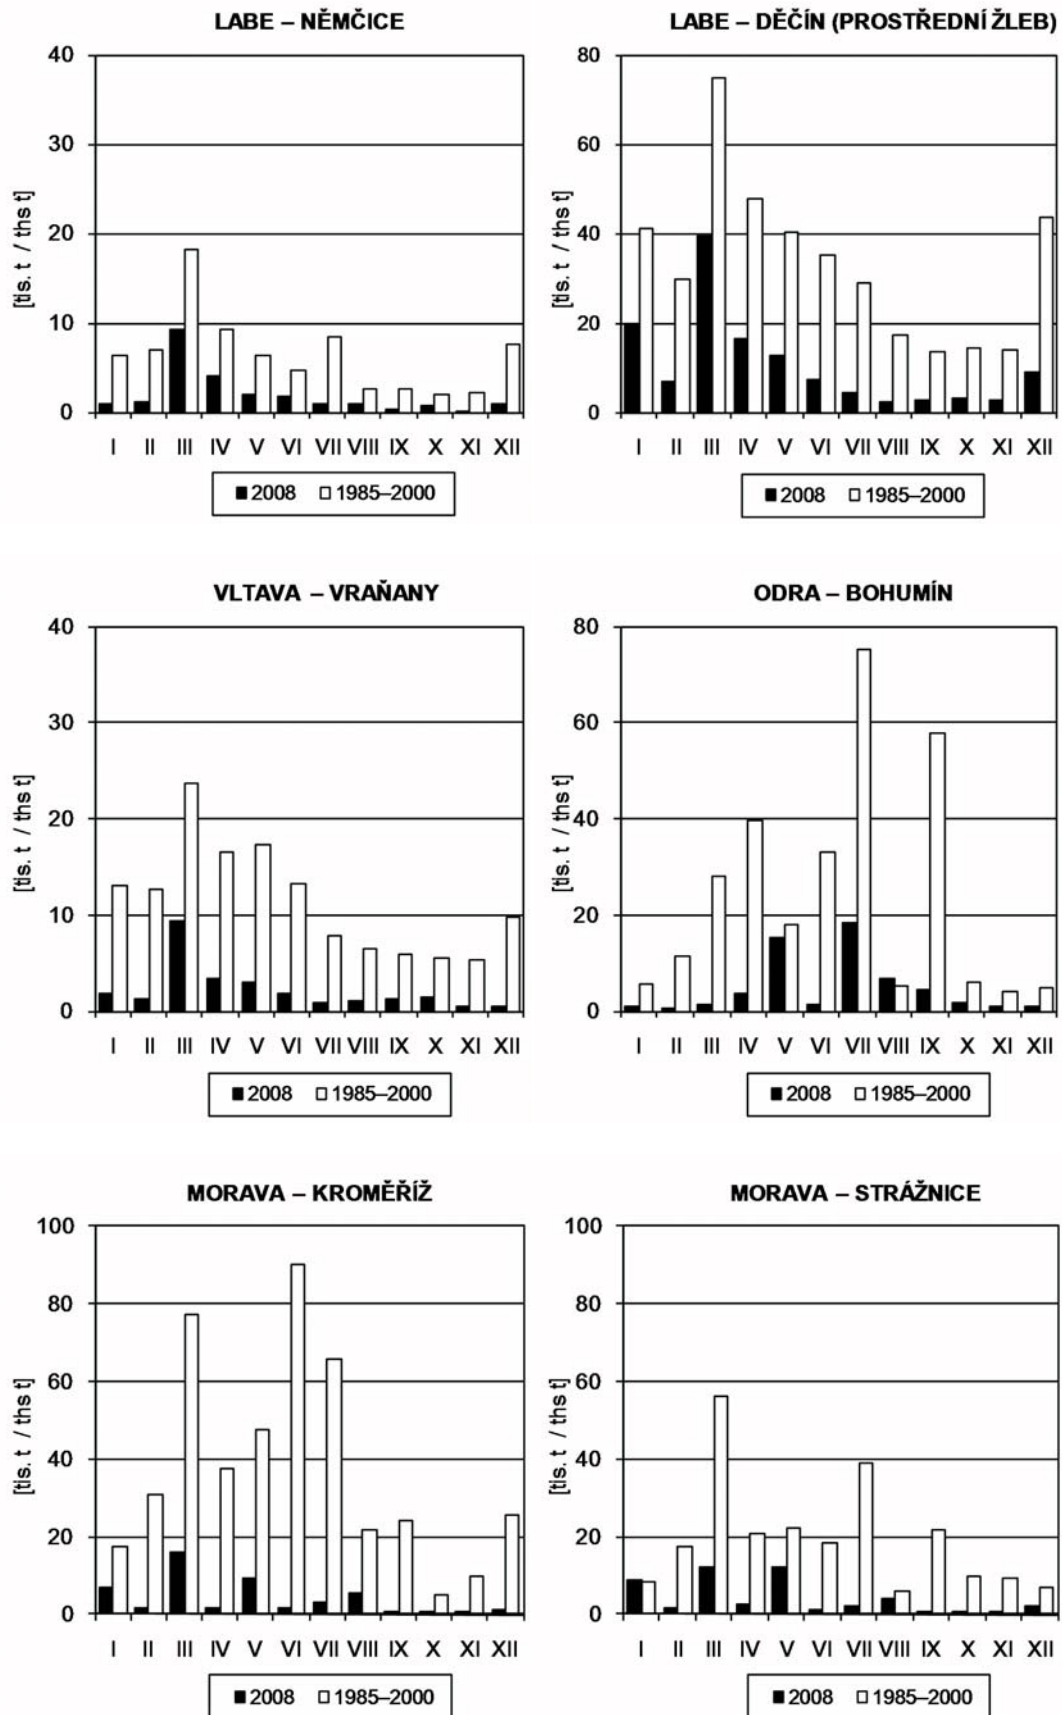 LABE – NĚMČICE
40
30
20
10
0
[tis. t / ths t]
I II III IV V VI VII VIII IX X XI XII
2008 1985–2000
LABE – DĚČÍN (PROSTŘEDNÍ ŽLEB)
80
60
40
20
0
[tis. t / ths t]
I II III IV V VI VII VIII IX X XI XII
2008 1985–2000
VLTAVA – VRAŇANY
40
30
20
10
0
[tis. t / ths t]
I II III IV V VI VII VIII IX X XI XII
2008 1985–2000
ODRA – BOHUMÍN
80
60
40
20
0
[tis. t / ths t]
I II III IV V VI VII VIII IX X XI XII
2008 1985–2000
MORAVA – KROMĚŘÍŽ
100
80
60
40
20
0
[tis. t / ths t]
I II III IV V VI VII VIII IX X XI XII
2008 1985–2000
MORAVA – STRÁŽNICE
100
80
60
40
20
0
[tis. t / ths t]
I II III IV V VI VII VIII IX X XI XII
2008 1985–2000